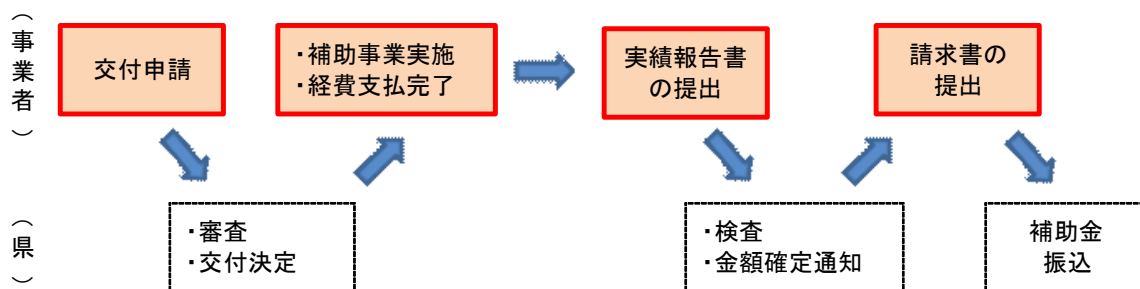 （事業者）
交付申請
・補助事業実施
・経費支払完了
実績報告書
の提出
請求書の
提出
（県）
・審査
・交付決定
・検査
・金額確定通知
補助金
振込